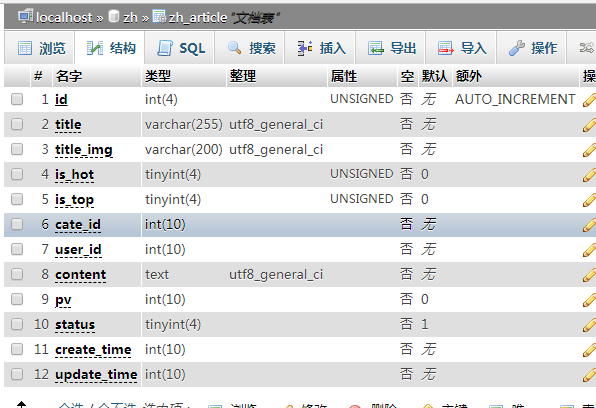 localhost » zh » zh_article "文档表"
浏览 结构 SQL 搜索 插入 导出 导入 操作
# 名字 类型 整理 属性 空 默认 额外
1 id int(4) UNSIGNED 否 无 AUTO_INCREMENT
2 title varchar(255) utf8_general_ci 否 无
3 title_img varchar(200) utf8_general_ci 否 无
4 is_hot tinyint(4) UNSIGNED 否 0
5 is_top tinyint(4) UNSIGNED 否 0
6 cate_id int(10) 否 无
7 user_id int(10) 否 无
8 content text utf8_general_ci 否 无
9 pv int(10) 否 0
10 status tinyint(4) 否 1
11 create_time int(10) 否 无
12 update_time int(10) 否 无